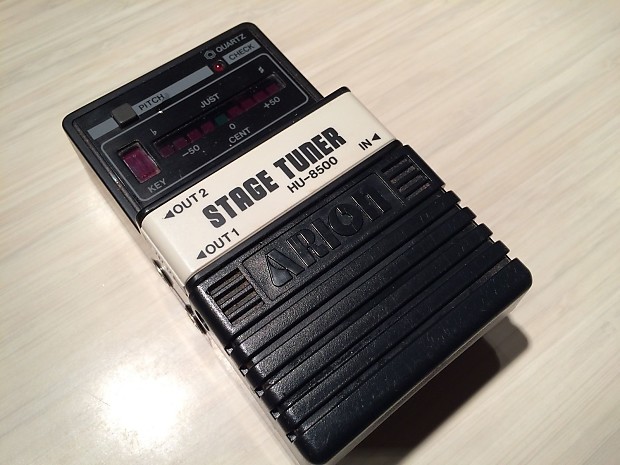 QUARTZ
CHECK
PITCH
♭ JUST ♯
-50 0 +50
CENT
KEY
◄OUT 2
STAGE TUNER
HU-8500
IN◄
◄OUT 1
ARION